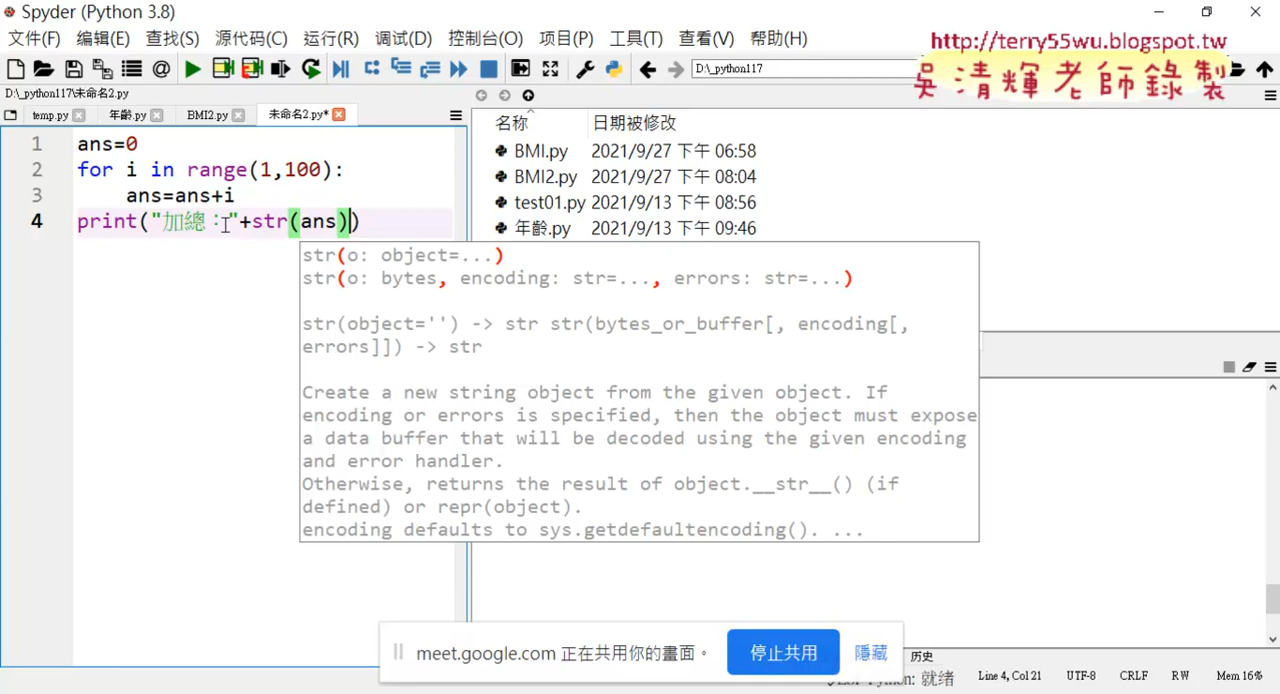 Spyder (Python 3.8)
文件(F) 编辑(E) 查找(S) 源代码(C) 运行(R) 调试(D) 控制台(O) 项目(P) 工具(T) 查看(V) 帮助(H)
http://terry55wu.blogspot.tw
吳清輝老師錄製
D:\_python117
D:\_python117\未命名2.py
temp.py 年齡.py BMI2.py 未命名2.py*
1 ans=0
2 for i in range(1,100):
3 ans=ans+i
4 print("加總:"+str(ans))
名称 日期被修改
BMI.py 2021/9/27 下午 06:58
BMI2.py 2021/9/27 下午 08:04
test01.py 2021/9/13 下午 08:56
年齡.py 2021/9/13 下午 09:46
str(o: object=...)
str(o: bytes, encoding: str=..., errors: str=...)
str(object='') -> str str(bytes_or_buffer[, encoding[,
errors]]) -> str
Create a new string object from the given object. If
encoding or errors is specified, then the object must expose
a data buffer that will be decoded using the given encoding
and error handler.
Otherwise, returns the result of object.__str__() (if
defined) or repr(object).
encoding defaults to sys.getdefaultencoding(). ...
meet.google.com 正在共用你的畫面。 停止共用 隱藏
历史
Python: 就绪 Line 4, Col 21 UTF-8 CRLF RW Mem 16%